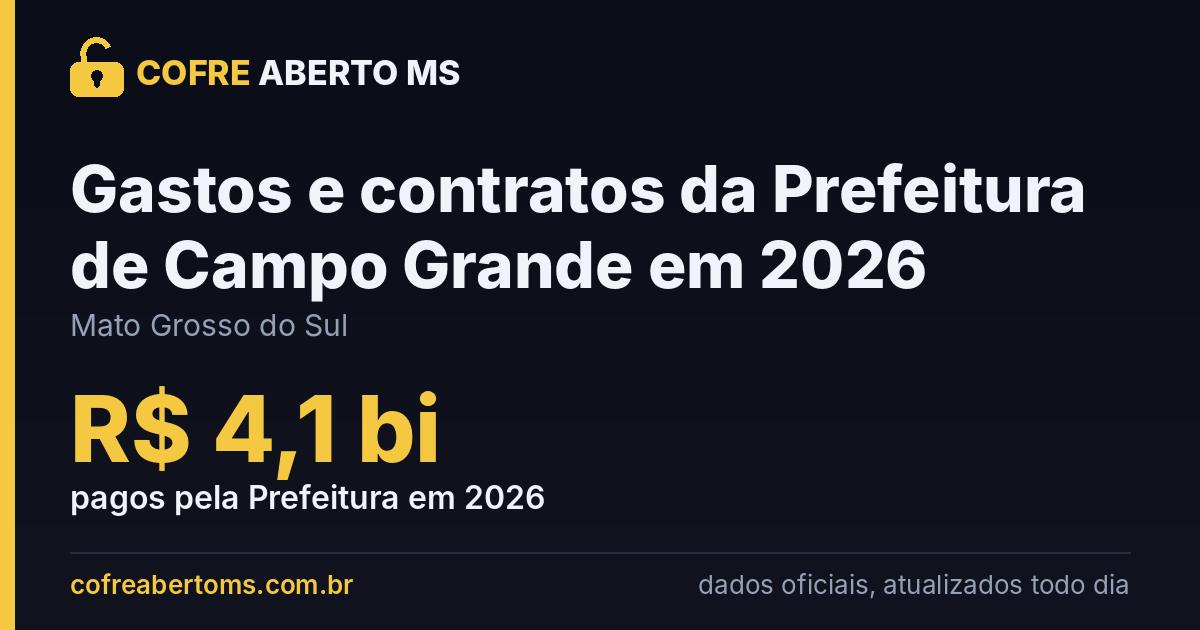 COFRE ABERTO MS
Gastos e contratos da Prefeitura
de Campo Grande em 2026
Mato Grosso do Sul
R$ 4,1 bi
pagos pela Prefeitura em 2026
cofreabertoms.com.br
dados oficiais, atualizados todo dia